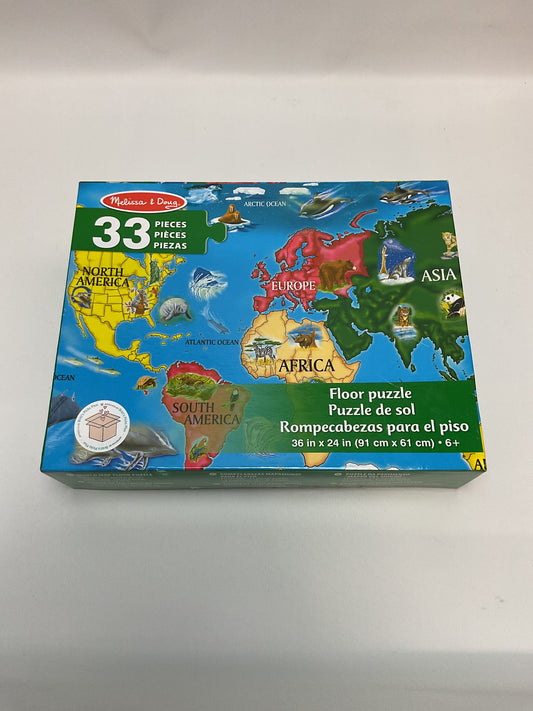 Melissa & Doug
33 PIECES
PIÈCES
PIEZAS
ARCTIC OCEAN
NORTH
AMERICA
EUROPE
ASIA
ATLANTIC OCEAN
AFRICA
OCEAN
SOUTH
AMERICA
Floor puzzle
Puzzle de sol
Rompecabezas para el piso
36 in x 24 in (91 cm x 61 cm) • 6+